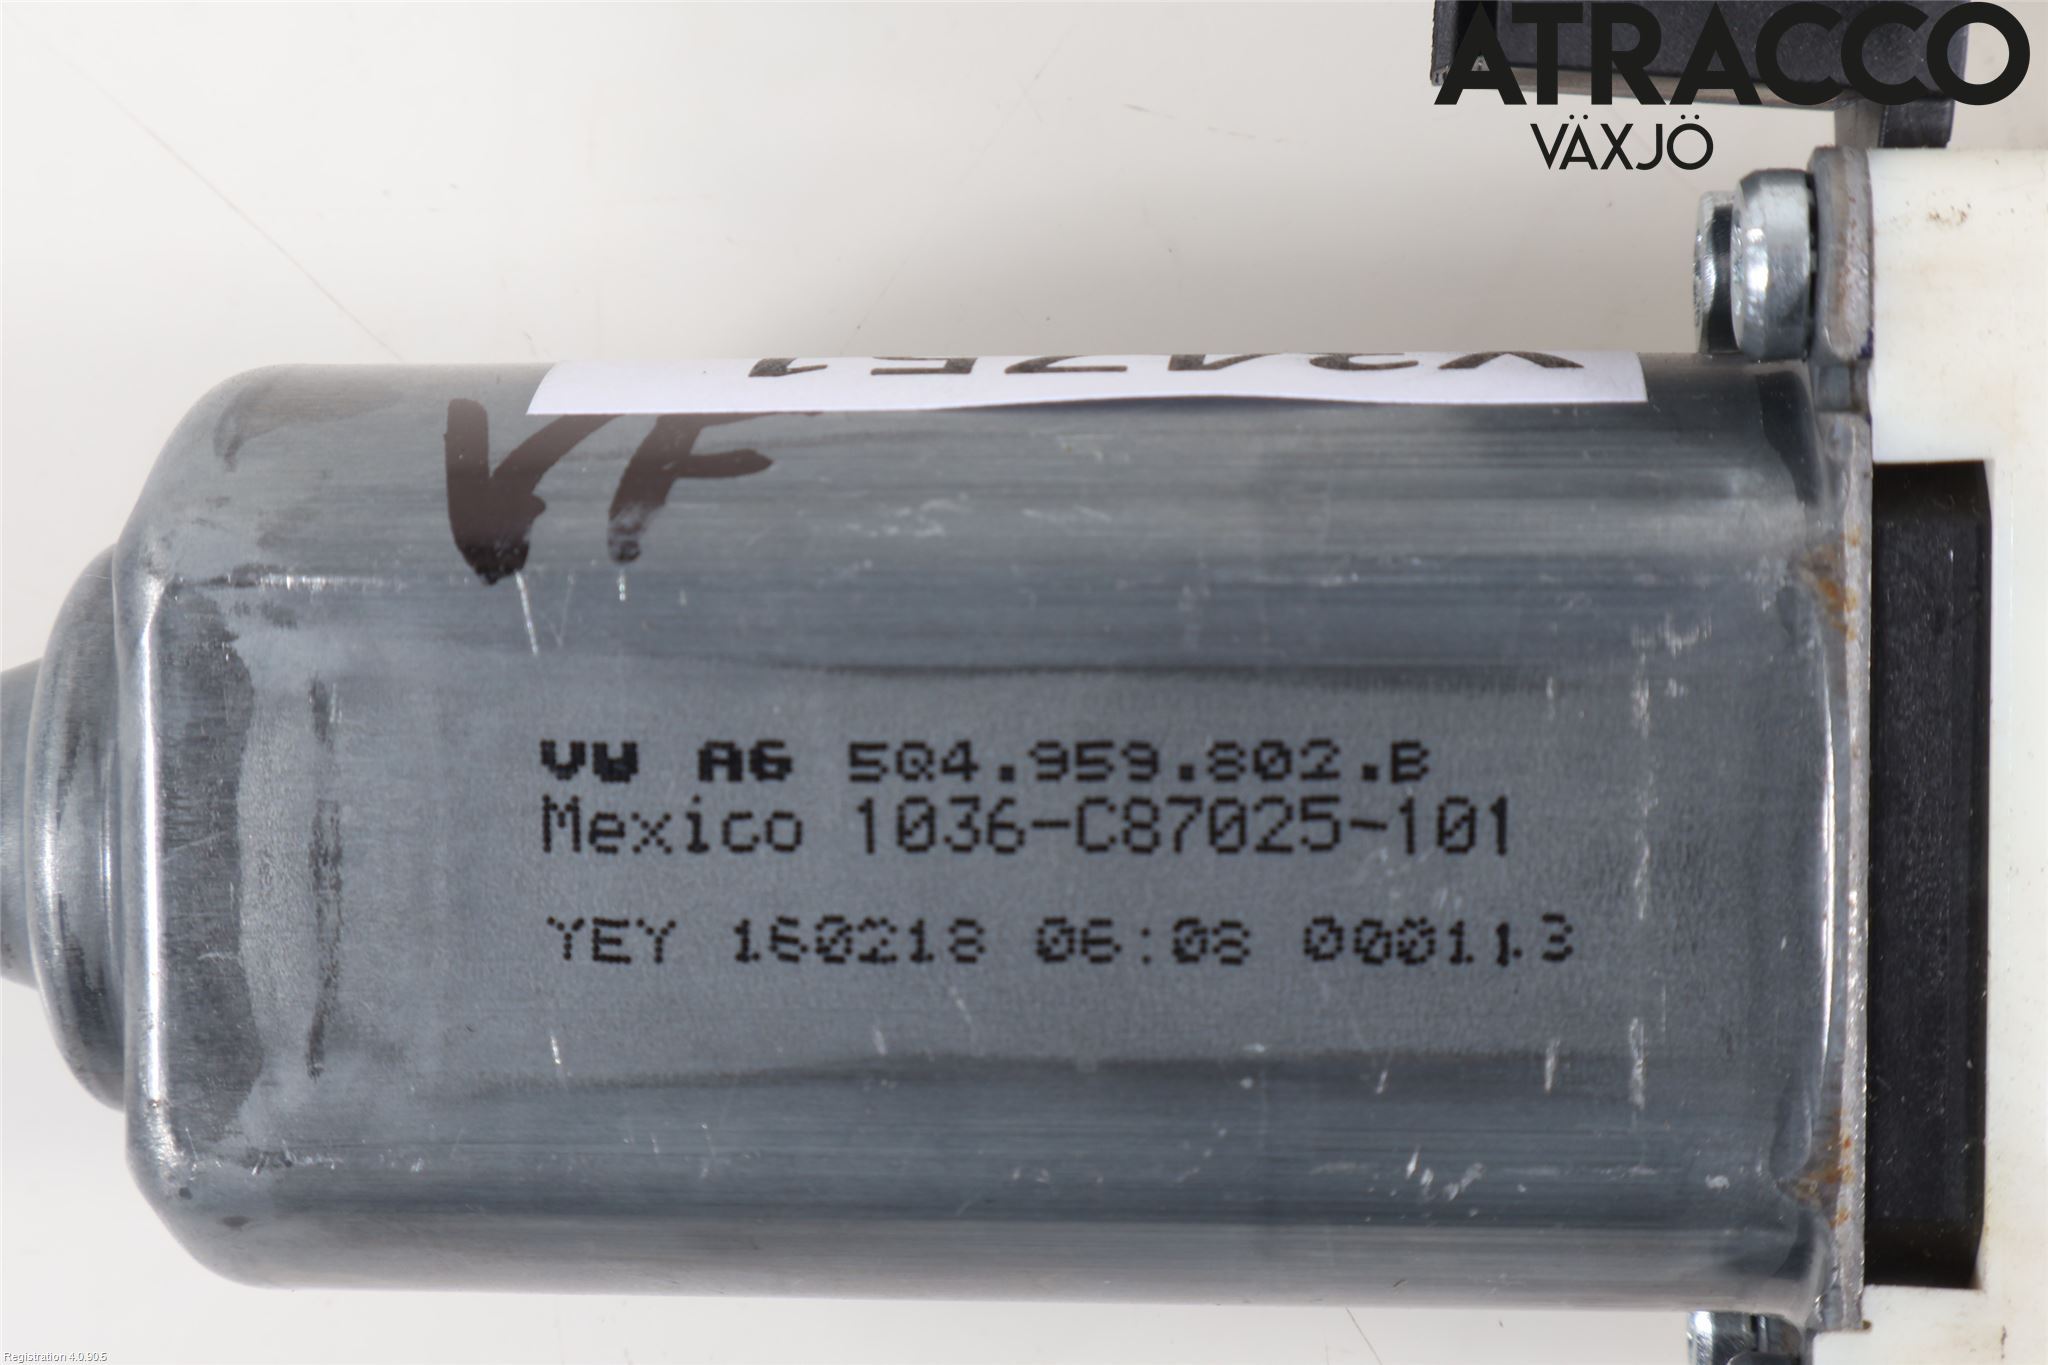 ATRACCO
VÄXJÖ
VF
VW AG 5Q4.959.802.B
Mexico 1036-C87025-101
YEY 160218 06:08 000113
Registration 4.0.90.5